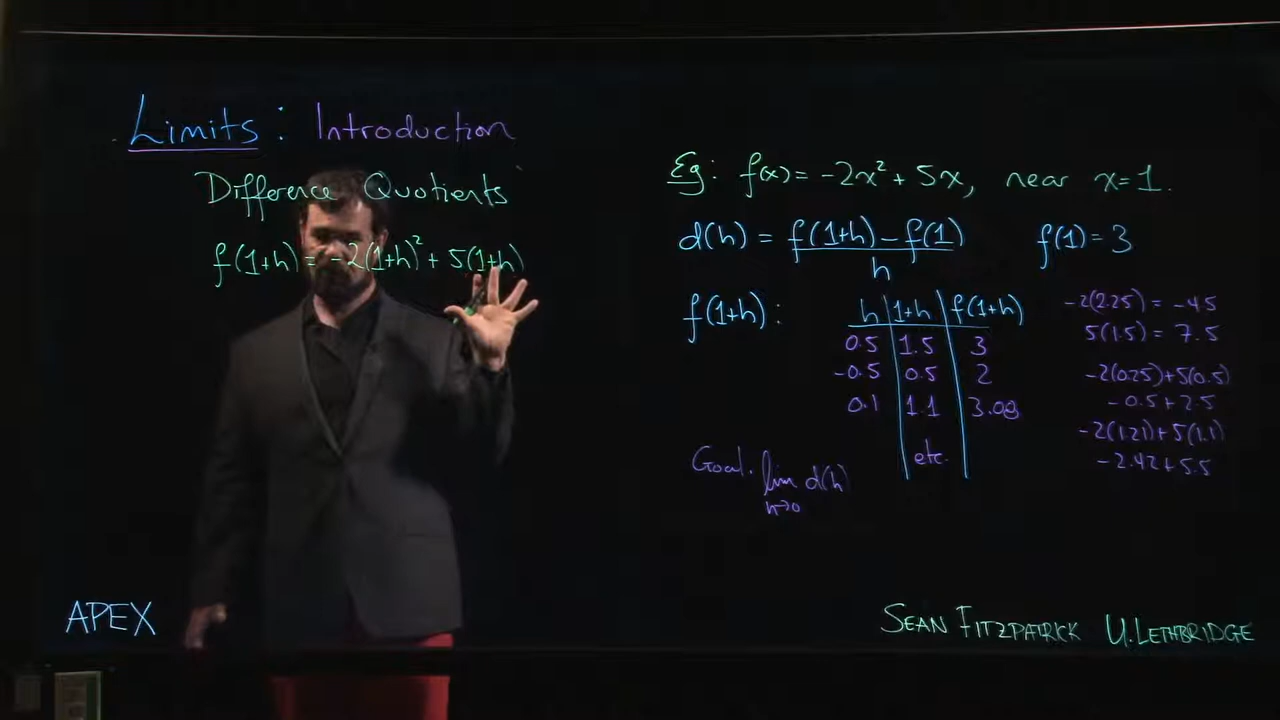 Limits: Introduction
Difference Quotients
f(1+h) = -2(1+h)² + 5(1+h)
Eg: f(x) = -2x² + 5x, near x=1.
d(h) = f(1+h) - f(1) / h
f(1) = 3
f(1+h):
h | 1+h | f(1+h)
0.5 | 1.5 | 3
-0.5 | 0.5 | 2
0.1 | 1.1 | 3.08
etc.
-2(2.25) = -4.5
5(1.5) = 7.5
-2(0.25)+5(0.5)
-0.5+2.5
-2(1.21)+5(1.1)
-2.42+5.5
Goal. lim d(h)
h→0
APEX
SEAN FITZPATRICK U. LETHBRIDGE